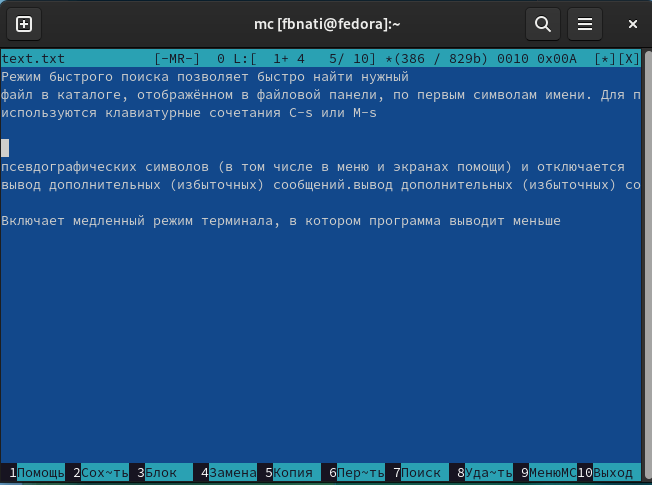 mc [fbnati@fedora]:~
text.txt [-MR-] 0 L:[ 1+ 4 5/ 10] *(386 / 829b) 0010 0x00A [*][X]
Режим быстрого поиска позволяет быстро найти нужный
файл в каталоге, отображённом в файловой панели, по первым символам имени. Для п
используются клавиатурные сочетания C-s или M-s
псевдографических символов (в том числе в меню и экранах помощи) и отключается
вывод дополнительных (избыточных) сообщений.вывод дополнительных (избыточных) со
Включает медленный режим терминала, в котором программа выводит меньше
1Помощь 2Сох~ть 3Блок 4Замена 5Копия 6Пер~ть 7Поиск 8Уда~ть 9МенюMC 10Выход